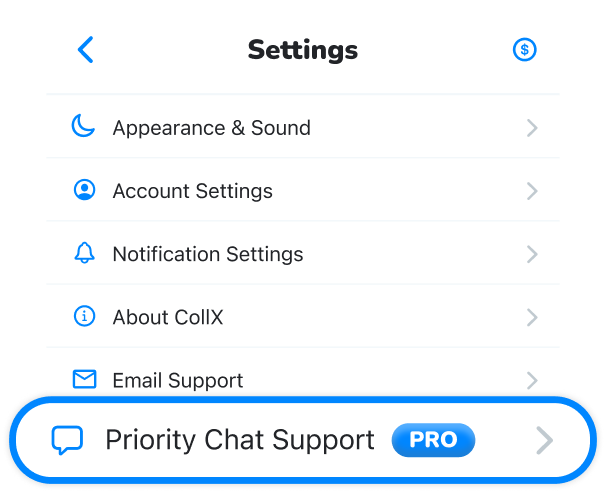 Settings
Appearance & Sound
Account Settings
Notification Settings
About CollX
Email Support
Priority Chat Support PRO